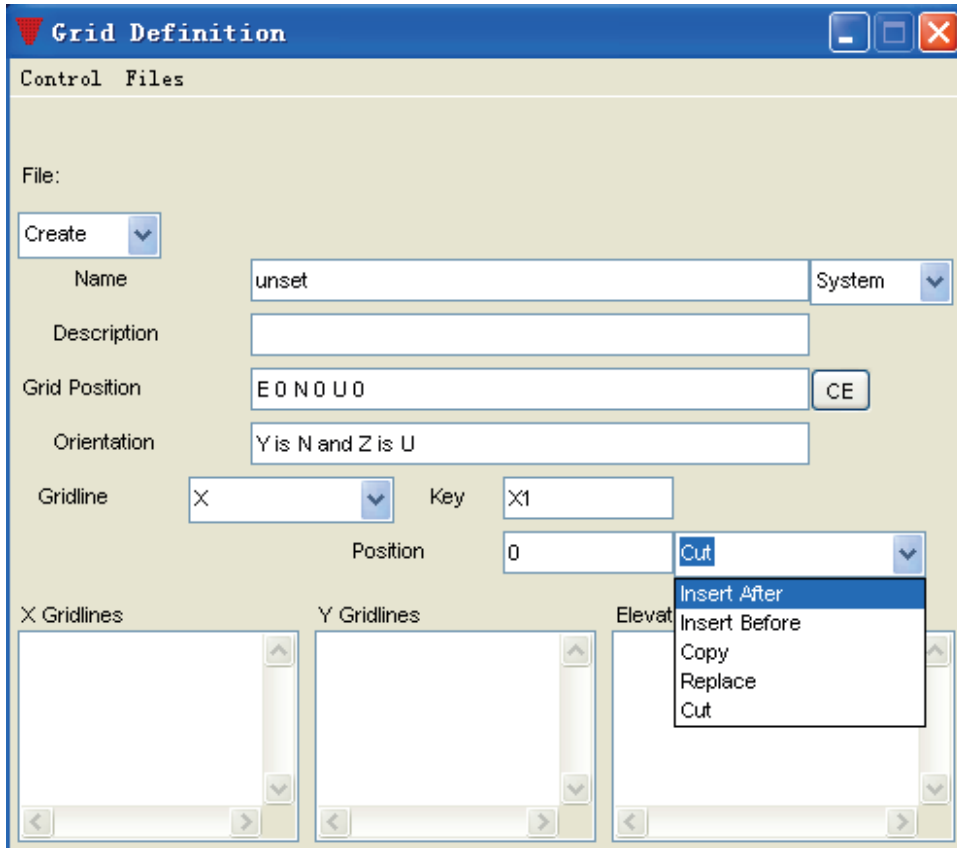 Grid Definition
Control Files
File:
Create
Name unset System
Description
Grid Position E 0 N 0 U 0 CE
Orientation Y is N and Z is U
Gridline X Key X1
Position 0 Cut
Insert After
X Gridlines Y Gridlines Elevat
Insert Before
Copy
Replace
Cut